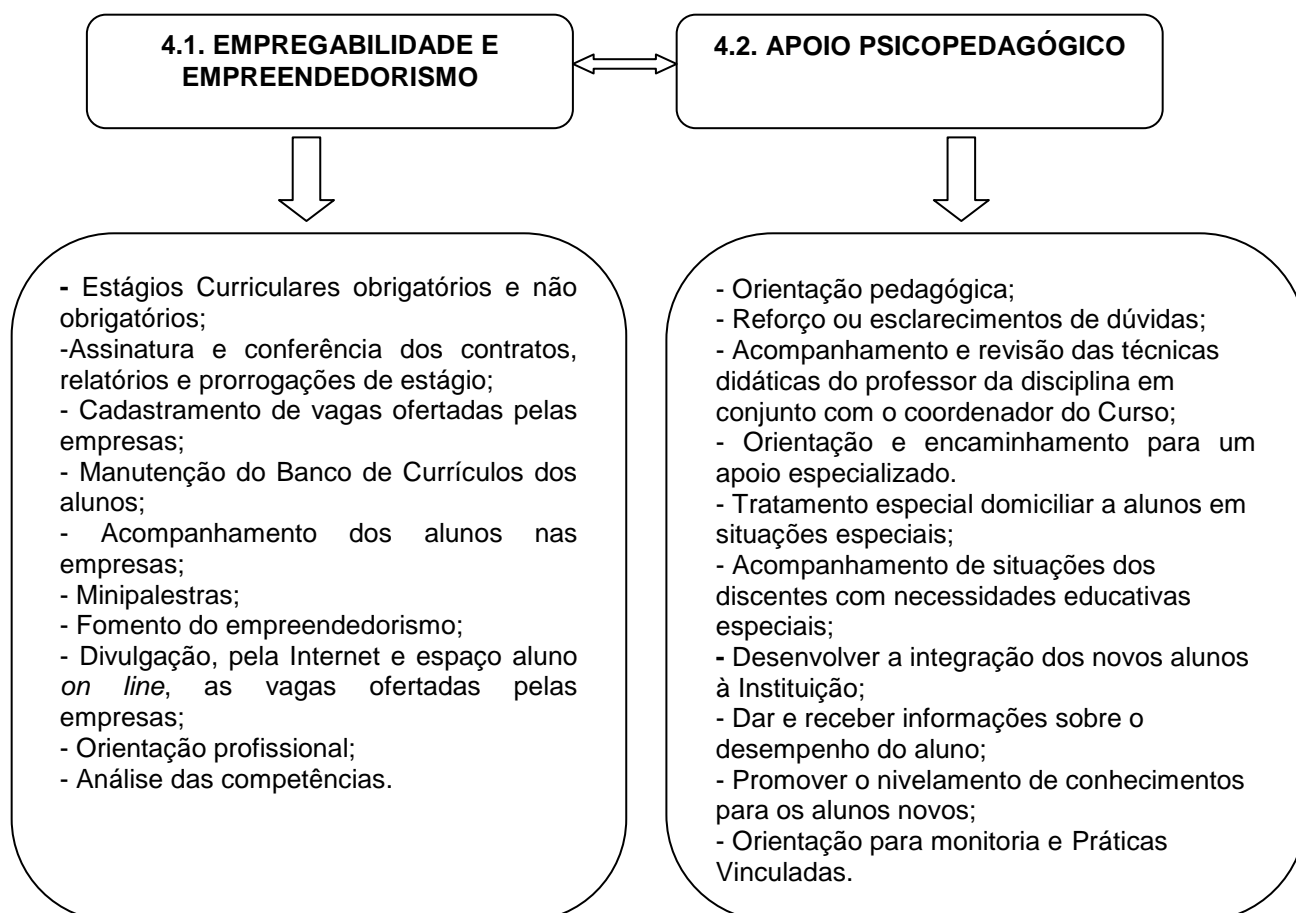 4.1. EMPREGABILIDADE E
EMPREENDEDORISMO
4.2. APOIO PSICOPEDAGÓGICO
- Estágios Curriculares obrigatórios e não
obrigatórios;
-Assinatura e conferência dos contratos,
relatórios e prorrogações de estágio;
- Cadastramento de vagas ofertadas pelas
empresas;
- Manutenção do Banco de Currículos dos
alunos;
- Acompanhamento dos alunos nas
empresas;
- Minipalestras;
- Fomento do empreendedorismo;
- Divulgação, pela Internet e espaço aluno
on line, as vagas ofertadas pelas
empresas;
- Orientação profissional;
- Análise das competências.
- Orientação pedagógica;
- Reforço ou esclarecimentos de dúvidas;
- Acompanhamento e revisão das técnicas
didáticas do professor da disciplina em
conjunto com o coordenador do Curso;
- Orientação e encaminhamento para um
apoio especializado.
- Tratamento especial domiciliar a alunos em
situações especiais;
- Acompanhamento de situações dos
discentes com necessidades educativas
especiais;
- Desenvolver a integração dos novos alunos
à Instituição;
- Dar e receber informações sobre o
desempenho do aluno;
- Promover o nivelamento de conhecimentos
para os alunos novos;
- Orientação para monitoria e Práticas
Vinculadas.